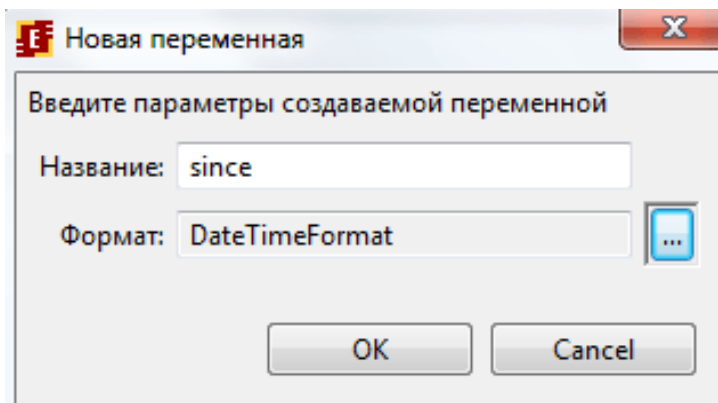 Новая переменная
Введите параметры создаваемой переменной
Название: since
Формат: DateTimeFormat ...
OK Cancel